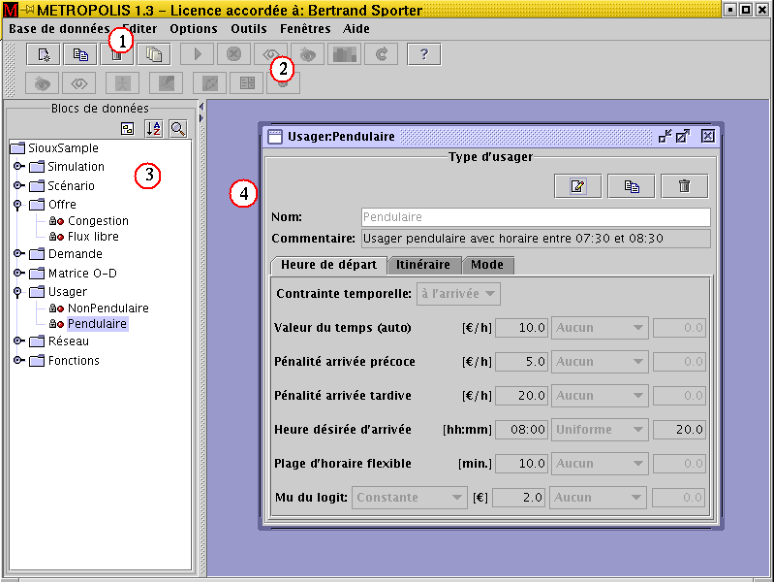 METROPOLIS 1.3 – Licence accordée à: Bertrand Sporter
Base de données Editer Options Outils Fenêtres Aide
1
?
2
Blocs de données
SiouxSample
Simulation
3
Scénario
Offre
Congestion
Flux libre
Demande
Matrice O-D
Usager
NonPendulaire
Pendulaire
Réseau
Fonctions
4
Usager:Pendulaire
Type d'usager
Nom: Pendulaire
Commentaire: Usager pendulaire avec horaire entre 07:30 et 08:30
Heure de départ Itinéraire Mode
Contrainte temporelle: à l'arrivée
Valeur du temps (auto) [€/h] 10.0 Aucun 0.0
Pénalité arrivée précoce [€/h] 5.0 Aucun 0.0
Pénalité arrivée tardive [€/h] 20.0 Aucun 0.0
Heure désirée d'arrivée [hh:mm] 08:00 Uniforme 20.0
Plage d'horaire flexible [min.] 10.0 Aucun 0.0
Mu du logit: Constante [€] 2.0 Aucun 0.0